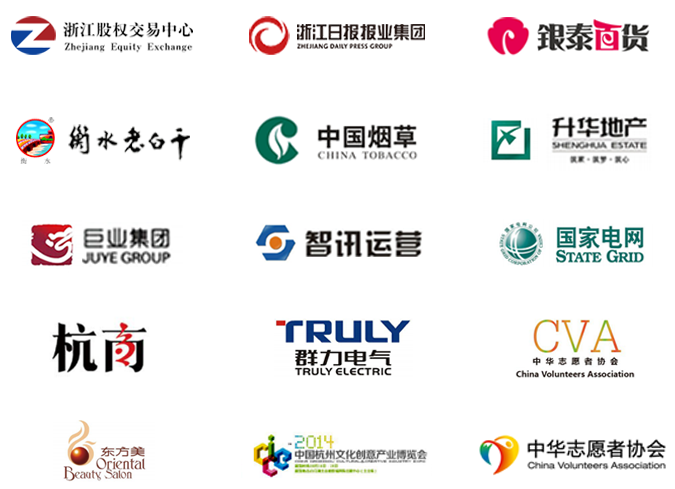 浙江股权交易中心
Zhejiang Equity Exchange
浙江日报报业集团
ZHEJIANG DAILY PRESS GROUP
銀泰百货
衡水老白干
中国烟草
CHINA TOBACCO
升华地产
SHENGHUA ESTATE
筑家·筑梦·筑心
巨业集团
JUYE GROUP
智讯运营
国家电网
STATE GRID
杭商
TRULY
群力电气
TRULY ELECTRIC
CVA
中华志愿者协会
China Volunteers Association
东方美
Oriental
Beauty Salon
2014
中国杭州文化创意产业博览会
中华志愿者协会
China Volunteers Association